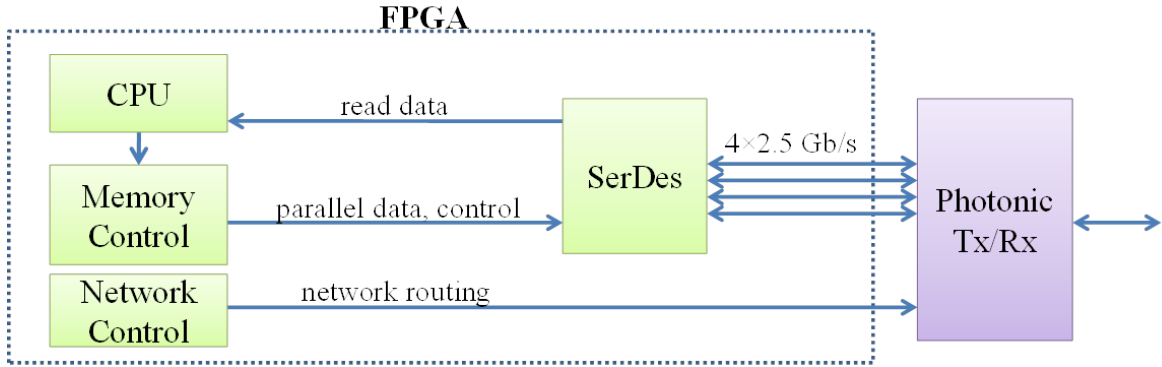 FPGA
CPU
read data
4×2.5 Gb/s
SerDes
Memory
Control
parallel data, control
Photonic
Tx/Rx
Network
Control
network routing